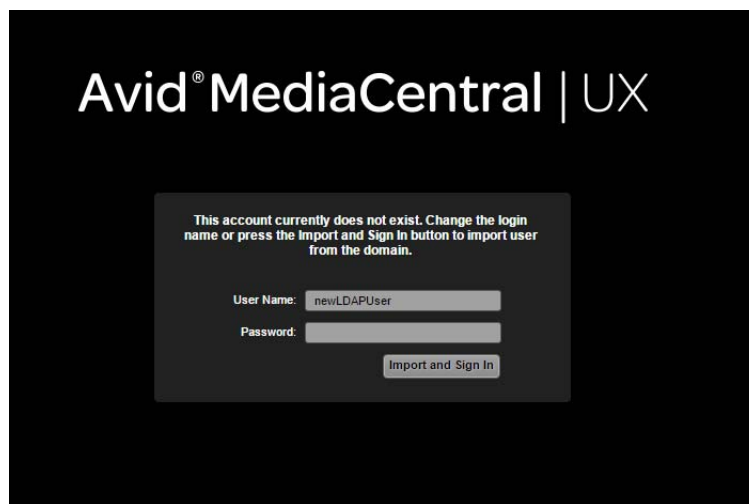 Avid® MediaCentral | UX
This account currently does not exist. Change the login
name or press the Import and Sign In button to import user
from the domain.
User Name: newLDAPUser
Password:
Import and Sign In